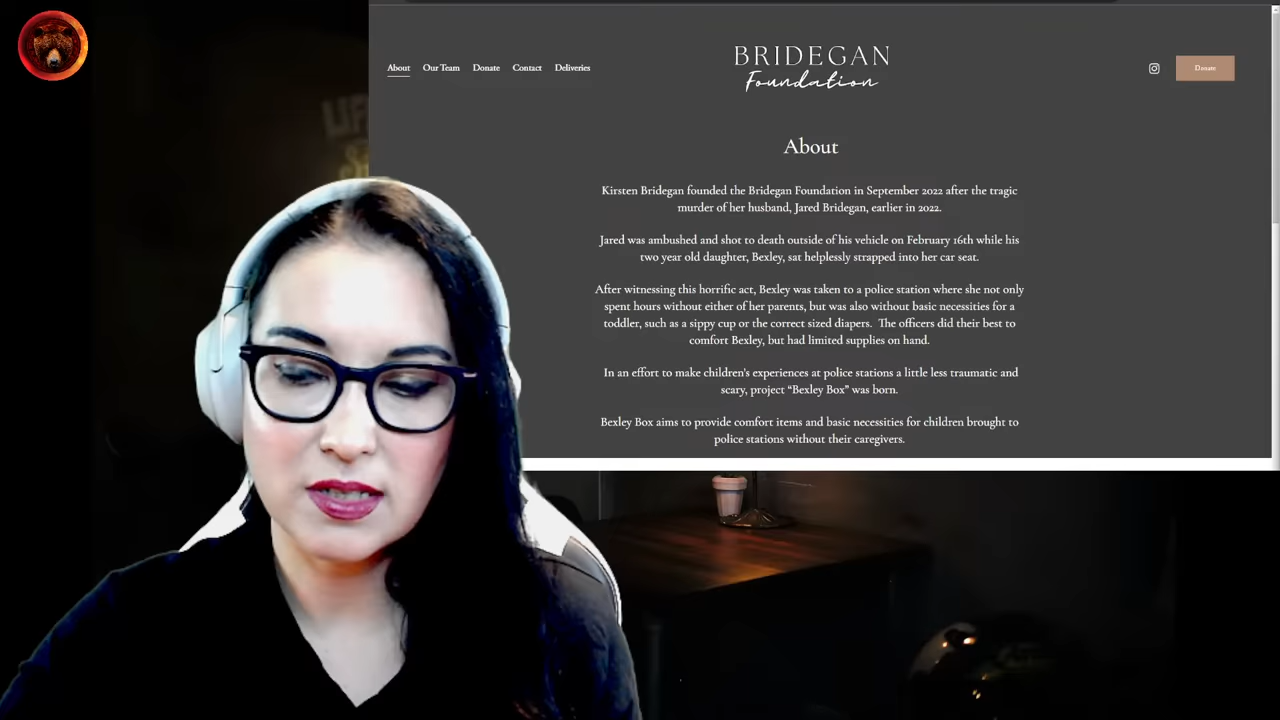 About Our Team Donate Contact Deliveries
BRIDEGAN
Foundation
Donate
About
Kirsten Bridegan founded the Bridegan Foundation in September 2022 after the tragic
murder of her husband, Jared Bridegan, earlier in 2022.
Jared was ambushed and shot to death outside of his vehicle on February 16th while his
two year old daughter, Bexley, sat helplessly strapped into her car seat.
After witnessing this horrific act, Bexley was taken to a police station where she not only
spent hours without either of her parents, but was also without basic necessities for a
toddler, such as a sippy cup or the correct sized diapers.  The officers did their best to
comfort Bexley, but had limited supplies on hand.
In an effort to make children's experiences at police stations a little less traumatic and
scary, project “Bexley Box” was born.
Bexley Box aims to provide comfort items and basic necessities for children brought to
police stations without their caregivers.